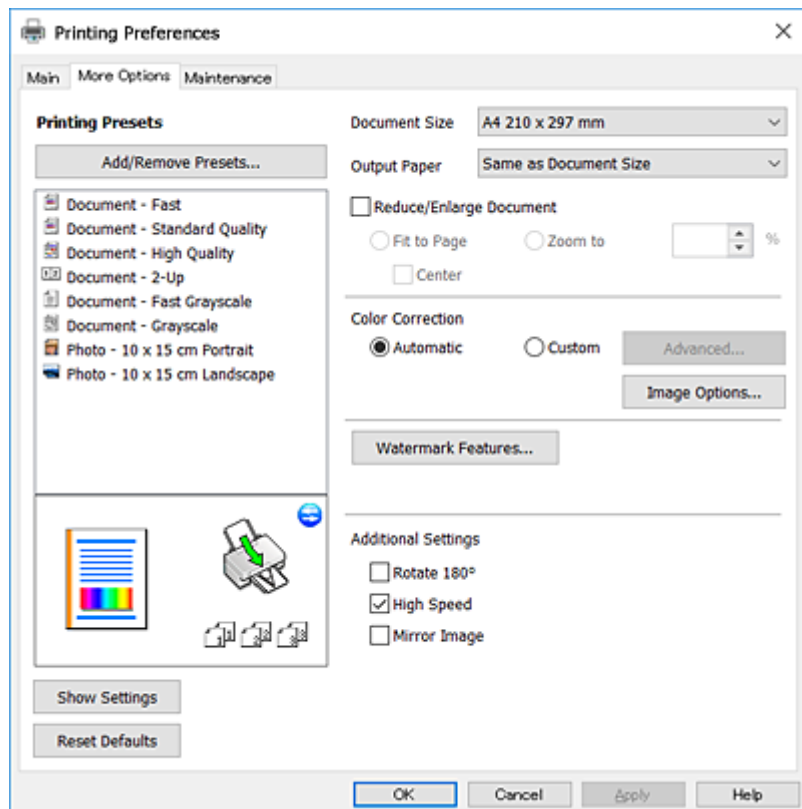 Printing Preferences
Main More Options Maintenance
Printing Presets
Add/Remove Presets...
Document - Fast
Document - Standard Quality
Document - High Quality
Document - 2-Up
Document - Fast Grayscale
Document - Grayscale
Photo - 10 x 15 cm Portrait
Photo - 10 x 15 cm Landscape
Show Settings
Reset Defaults
Document Size A4 210 x 297 mm
Output Paper Same as Document Size
Reduce/Enlarge Document
Fit to Page Zoom to %
Center
Color Correction
Automatic Custom Advanced...
Image Options...
Watermark Features...
Additional Settings
Rotate 180°
High Speed
Mirror Image
OK Cancel Apply Help